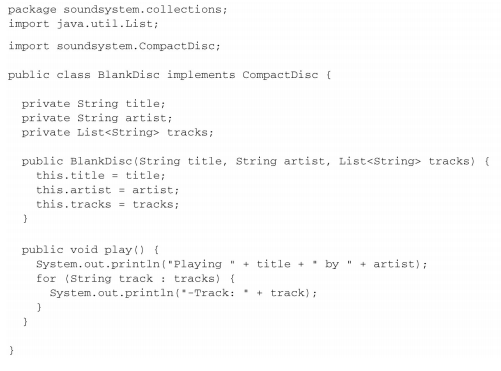 package soundsystem.collections;
import java.util.List;
import soundsystem.CompactDisc;
public class BlankDisc implements CompactDisc {
private String title;
private String artist;
private List<String> tracks;
public BlankDisc(String title, String artist, List<String> tracks) {
this.title = title;
this.artist = artist;
this.tracks = tracks;
}
public void play() {
System.out.println("Playing " + title + " by " + artist);
for (String track : tracks) {
System.out.println("-Track: " + track);
}
}
}